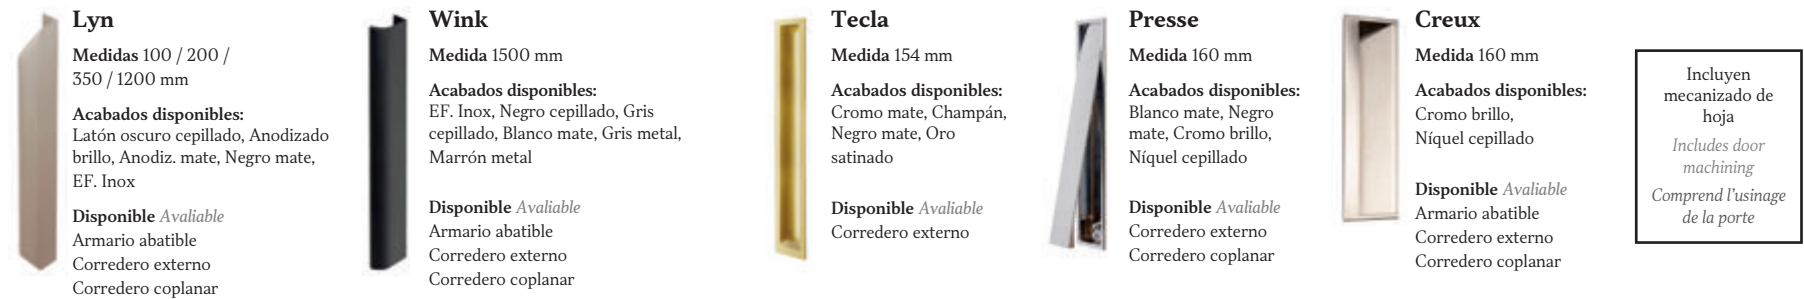 Lyn
Medidas 100 / 200 /
350 / 1200 mm
Acabados disponibles:
Latón oscuro cepillado, Anodizado
brillo, Anodiz. mate, Negro mate,
EF. Inox
Disponible Avaliable
Armario abatible
Corredero externo
Corredero coplanar
Wink
Medida 1500 mm
Acabados disponibles:
EF. Inox, Negro cepillado, Gris
cepillado, Blanco mate, Gris metal,
Marrón metal
Disponible Avaliable
Armario abatible
Corredero externo
Corredero coplanar
Tecla
Medida 154 mm
Acabados disponibles:
Cromo mate, Champán,
Negro mate, Oro
satinado
Disponible Avaliable
Corredero externo
Presse
Medida 160 mm
Acabados disponibles:
Blanco mate, Negro
mate, Cromo brillo,
Níquel cepillado
Disponible Avaliable
Corredero externo
Corredero coplanar
Creux
Medida 160 mm
Acabados disponibles:
Cromo brillo,
Níquel cepillado
Disponible Avaliable
Armario abatible
Corredero externo
Corredero coplanar
Incluyen
mecanizado de
hoja
Includes door
machining
Comprend l'usinage
de la porte